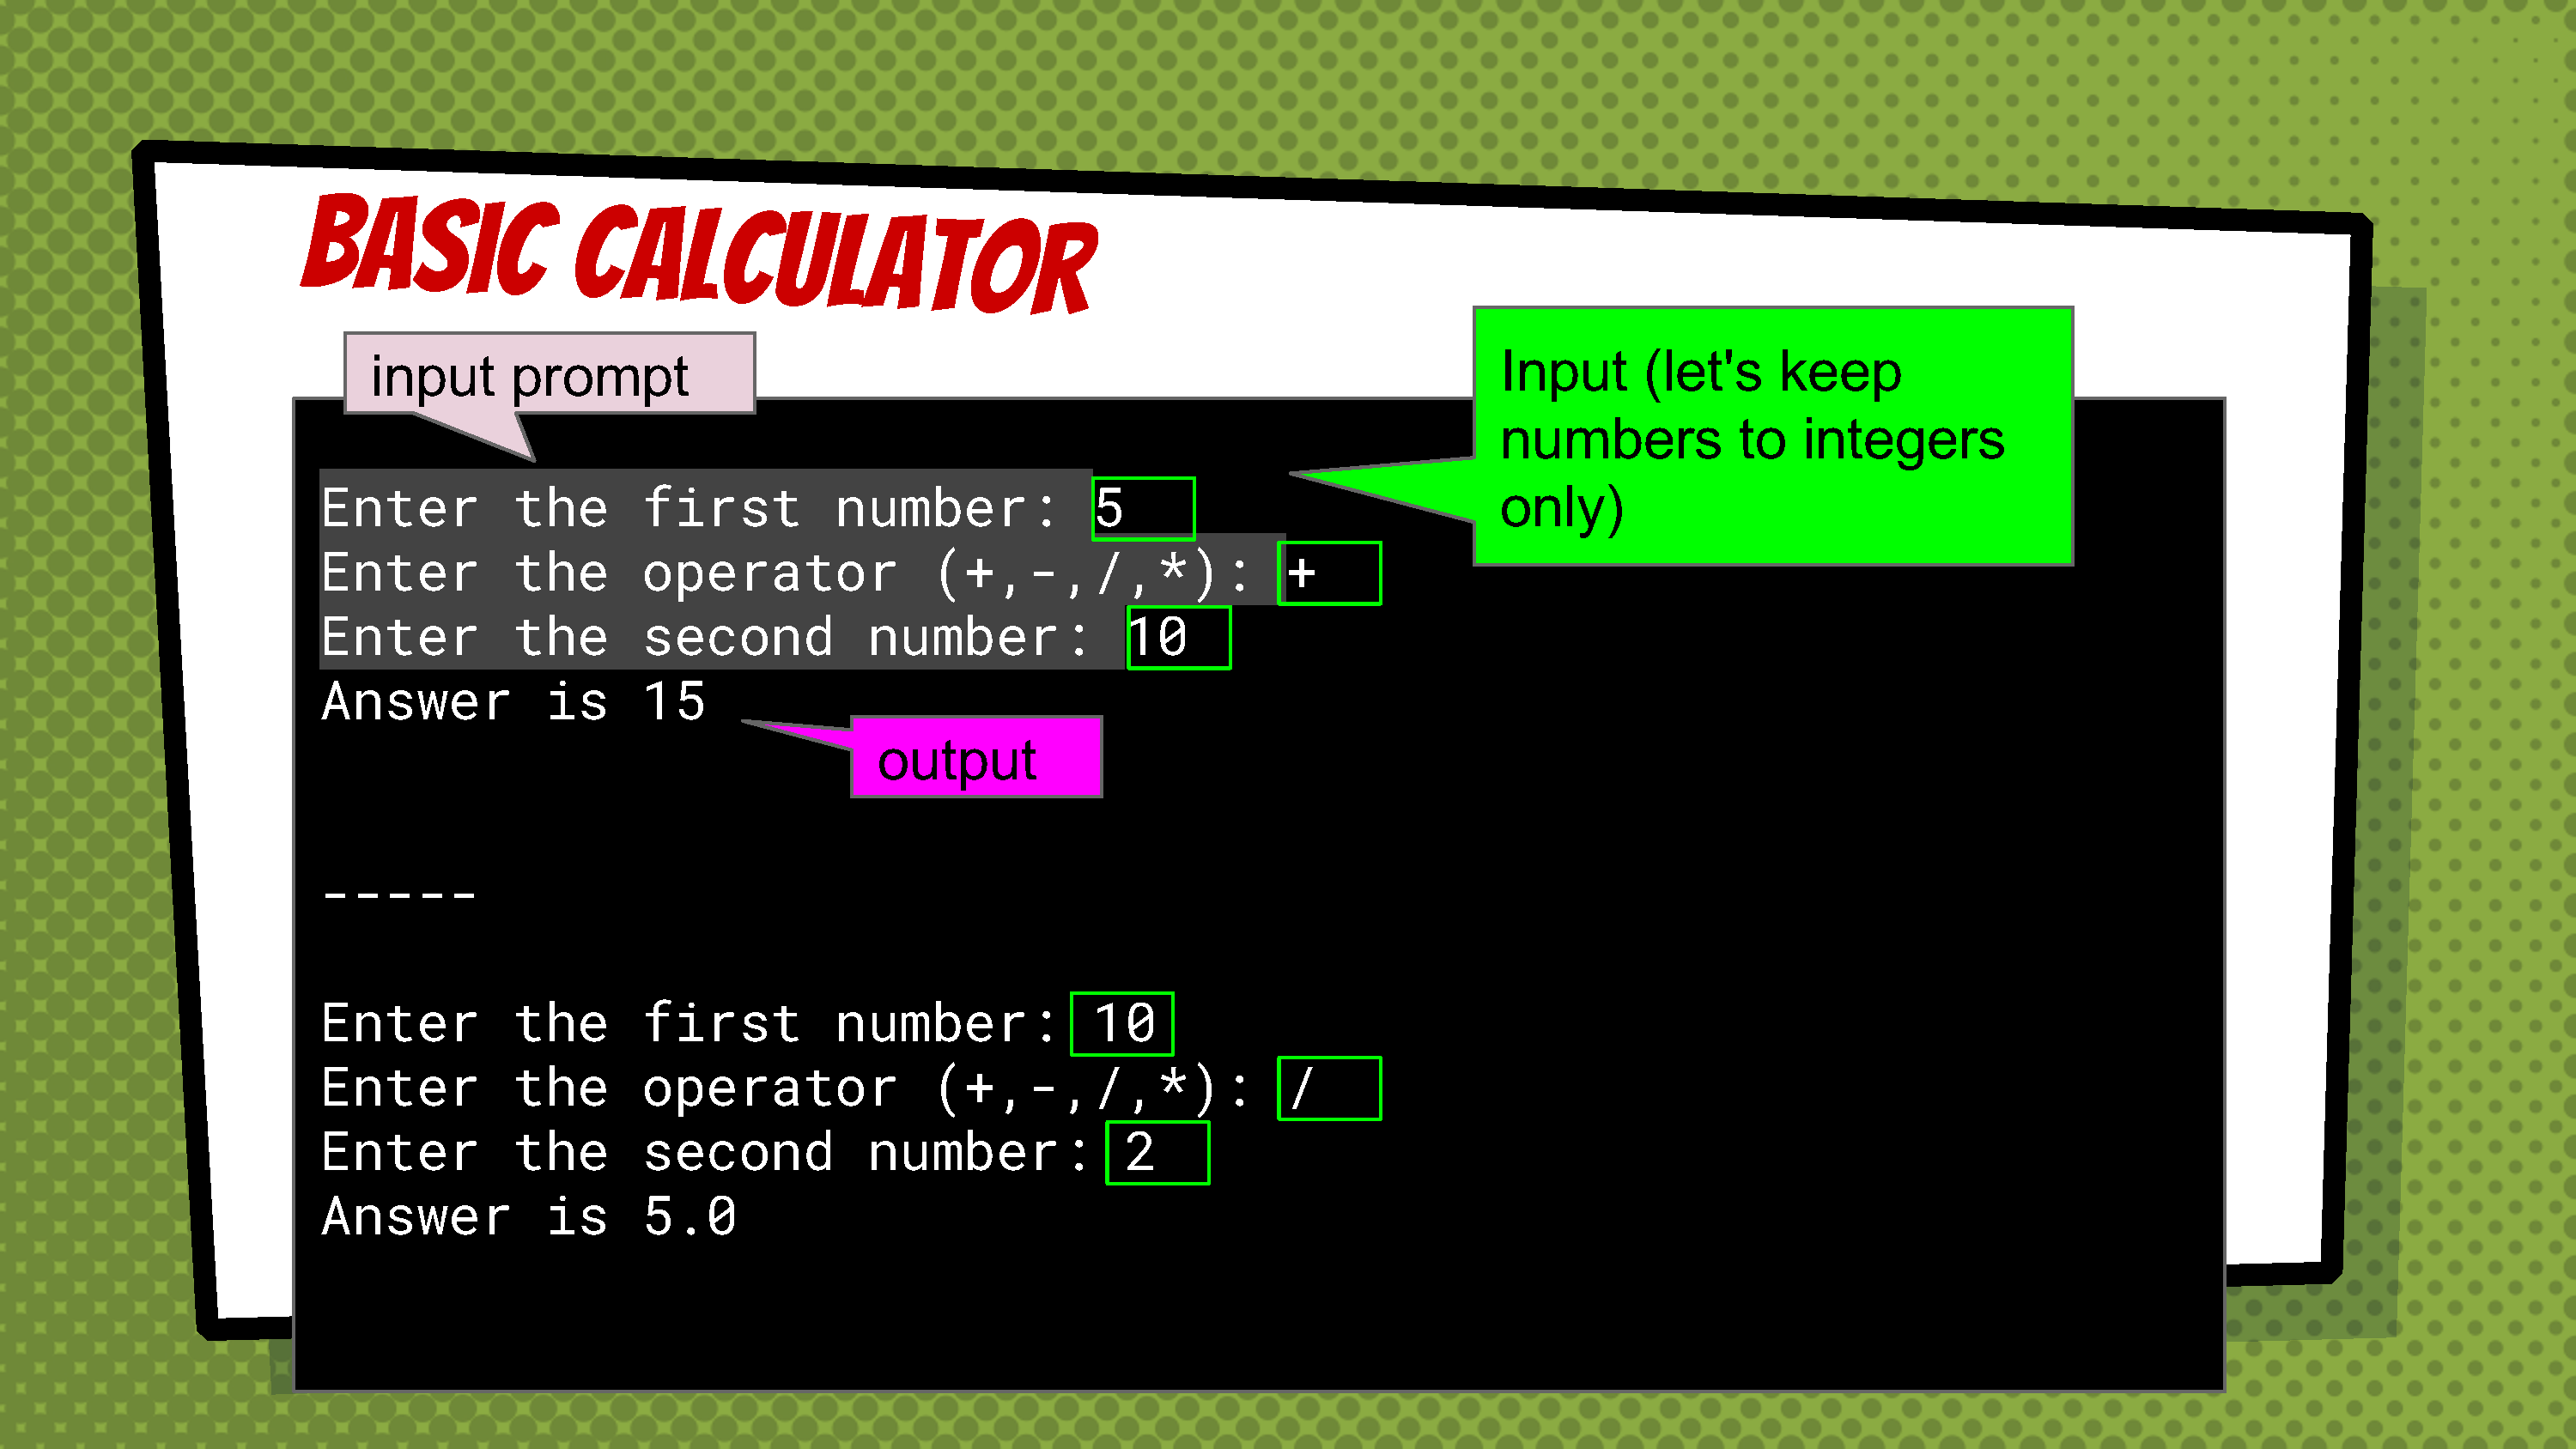 BASIC CALCULATOR
input prompt
Input (let's keep
numbers to integers
only)
Enter the first number: 5
Enter the operator (+,-,/,*): +
Enter the second number: 10
Answer is 15
output
-----
Enter the first number: 10
Enter the operator (+,-,/,*): /
Enter the second number: 2
Answer is 5.0